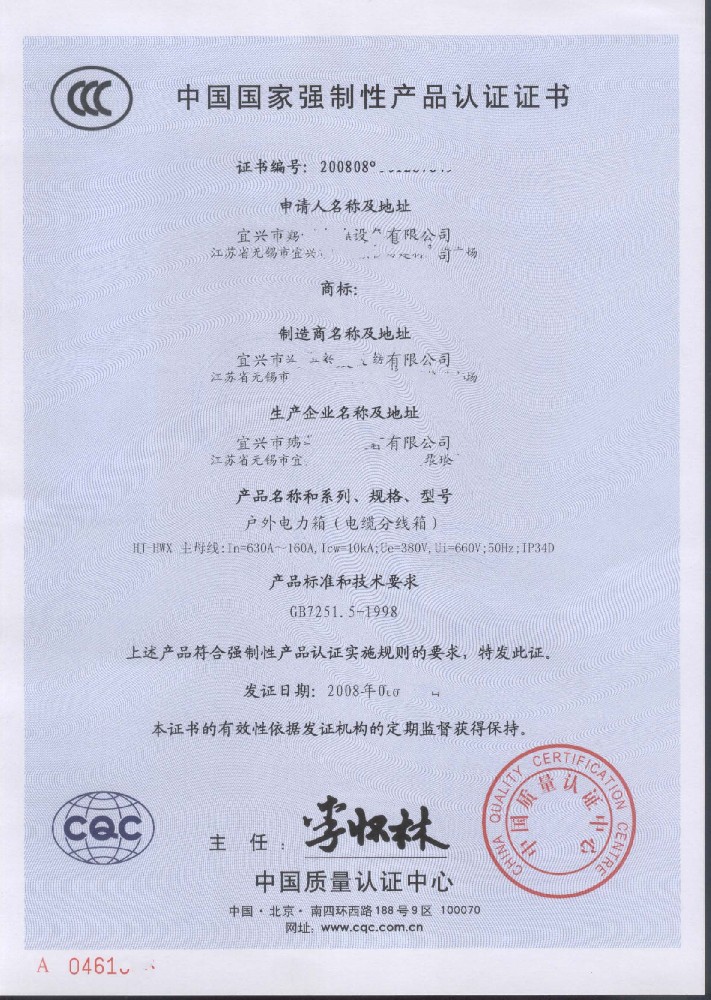 中国国家强制性产品认证证书
证书编号：200808
申请人名称及地址
宜兴市 设 有限公司
江苏省无锡市宜兴 司 场
商标：
制造商名称及地址
宜兴市 有限公司
江苏省无锡市 场
生产企业名称及地址
宜兴市 有限公司
江苏省无锡市宜
产品名称和系列、规格、型号
户外电力箱（电缆分线箱）
HJ-HWX 主母线:In=630A～160A,Icw=10kA;Ue=380V,Ui=660V;50Hz;IP34D
产品标准和技术要求
GB7251.5-1998
上述产品符合强制性产品认证实施规则的要求，特发此证。
发证日期：2008年0
本证书的有效性依据发证机构的定期监督获得保持。
CQC
主 任： 李怀林
CHINA QUALITY CERTIFICATION CENTRE
中国质量认证中心
中国质量认证中心
中国·北京·南四环西路188号9区 100070
网址：www.cqc.com.cn
A 0461